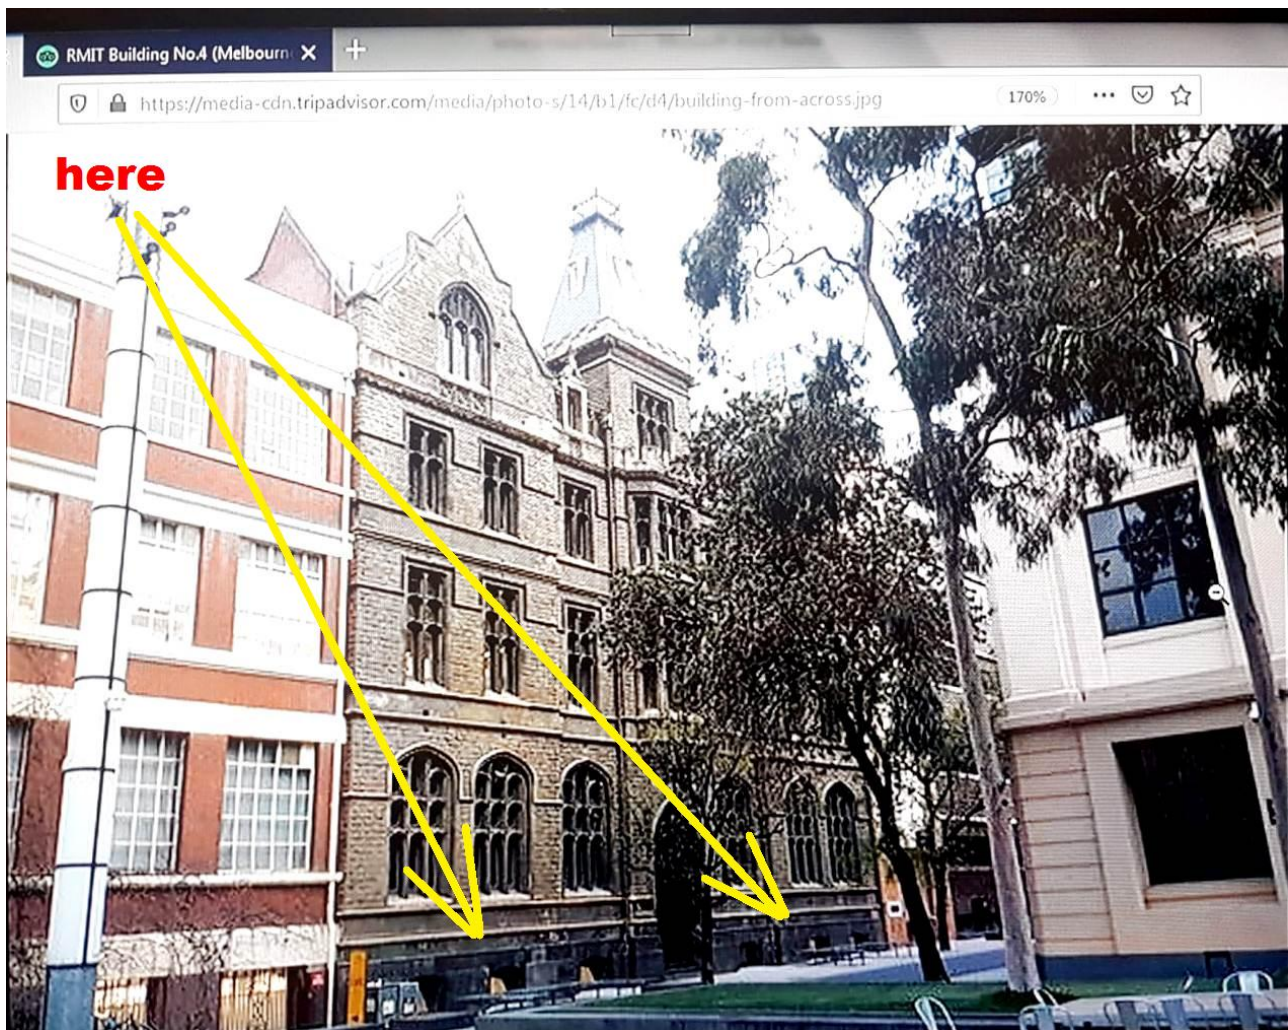 RMIT Building No.4 (Melbourn
https://media-cdn.tripadvisor.com/media/photo-s/14/b1/fc/d4/building-from-across.jpg
170%
here